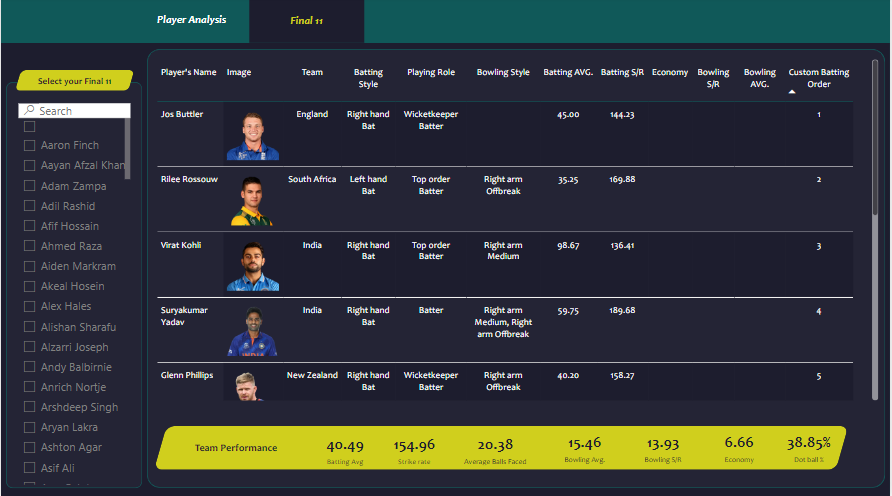 Player Analysis
Final 11
Select your Final 11
Search
Aaron Finch
Aayan Afzal Khan
Adam Zampa
Adil Rashid
Afif Hossain
Ahmed Raza
Aiden Markram
Akeal Hosein
Alex Hales
Alishan Sharafu
Alzarri Joseph
Andy Balbirnie
Anrich Nortje
Arshdeep Singh
Aryan Lakra
Ashton Agar
Asif Ali
Player's Name Image Team Batting Style Playing Role Bowling Style Batting AVG. Batting S/R Economy Bowling S/R Bowling AVG. Custom Batting Order
Jos Buttler England Right hand Bat Wicketkeeper Batter 45.00 144.23 1
Rilee Rossouw South Africa Left hand Bat Top order Batter Right arm Offbreak 35.25 169.88 2
Virat Kohli India Right hand Bat Top order Batter Right arm Medium 98.67 136.41 3
Suryakumar Yadav India Right hand Bat Batter Right arm Medium, Right arm Offbreak 59.75 189.68 4
Glenn Phillips New Zealand Right hand Bat Wicketkeeper Batter Right arm Offbreak 40.20 158.27 5
Team Performance
40.49 154.96 20.38 15.46 13.93 6.66 38.85%
Batting Avg Strike rate Average Balls Faced Bowling Avg. Bowling S/R Economy Dot ball %